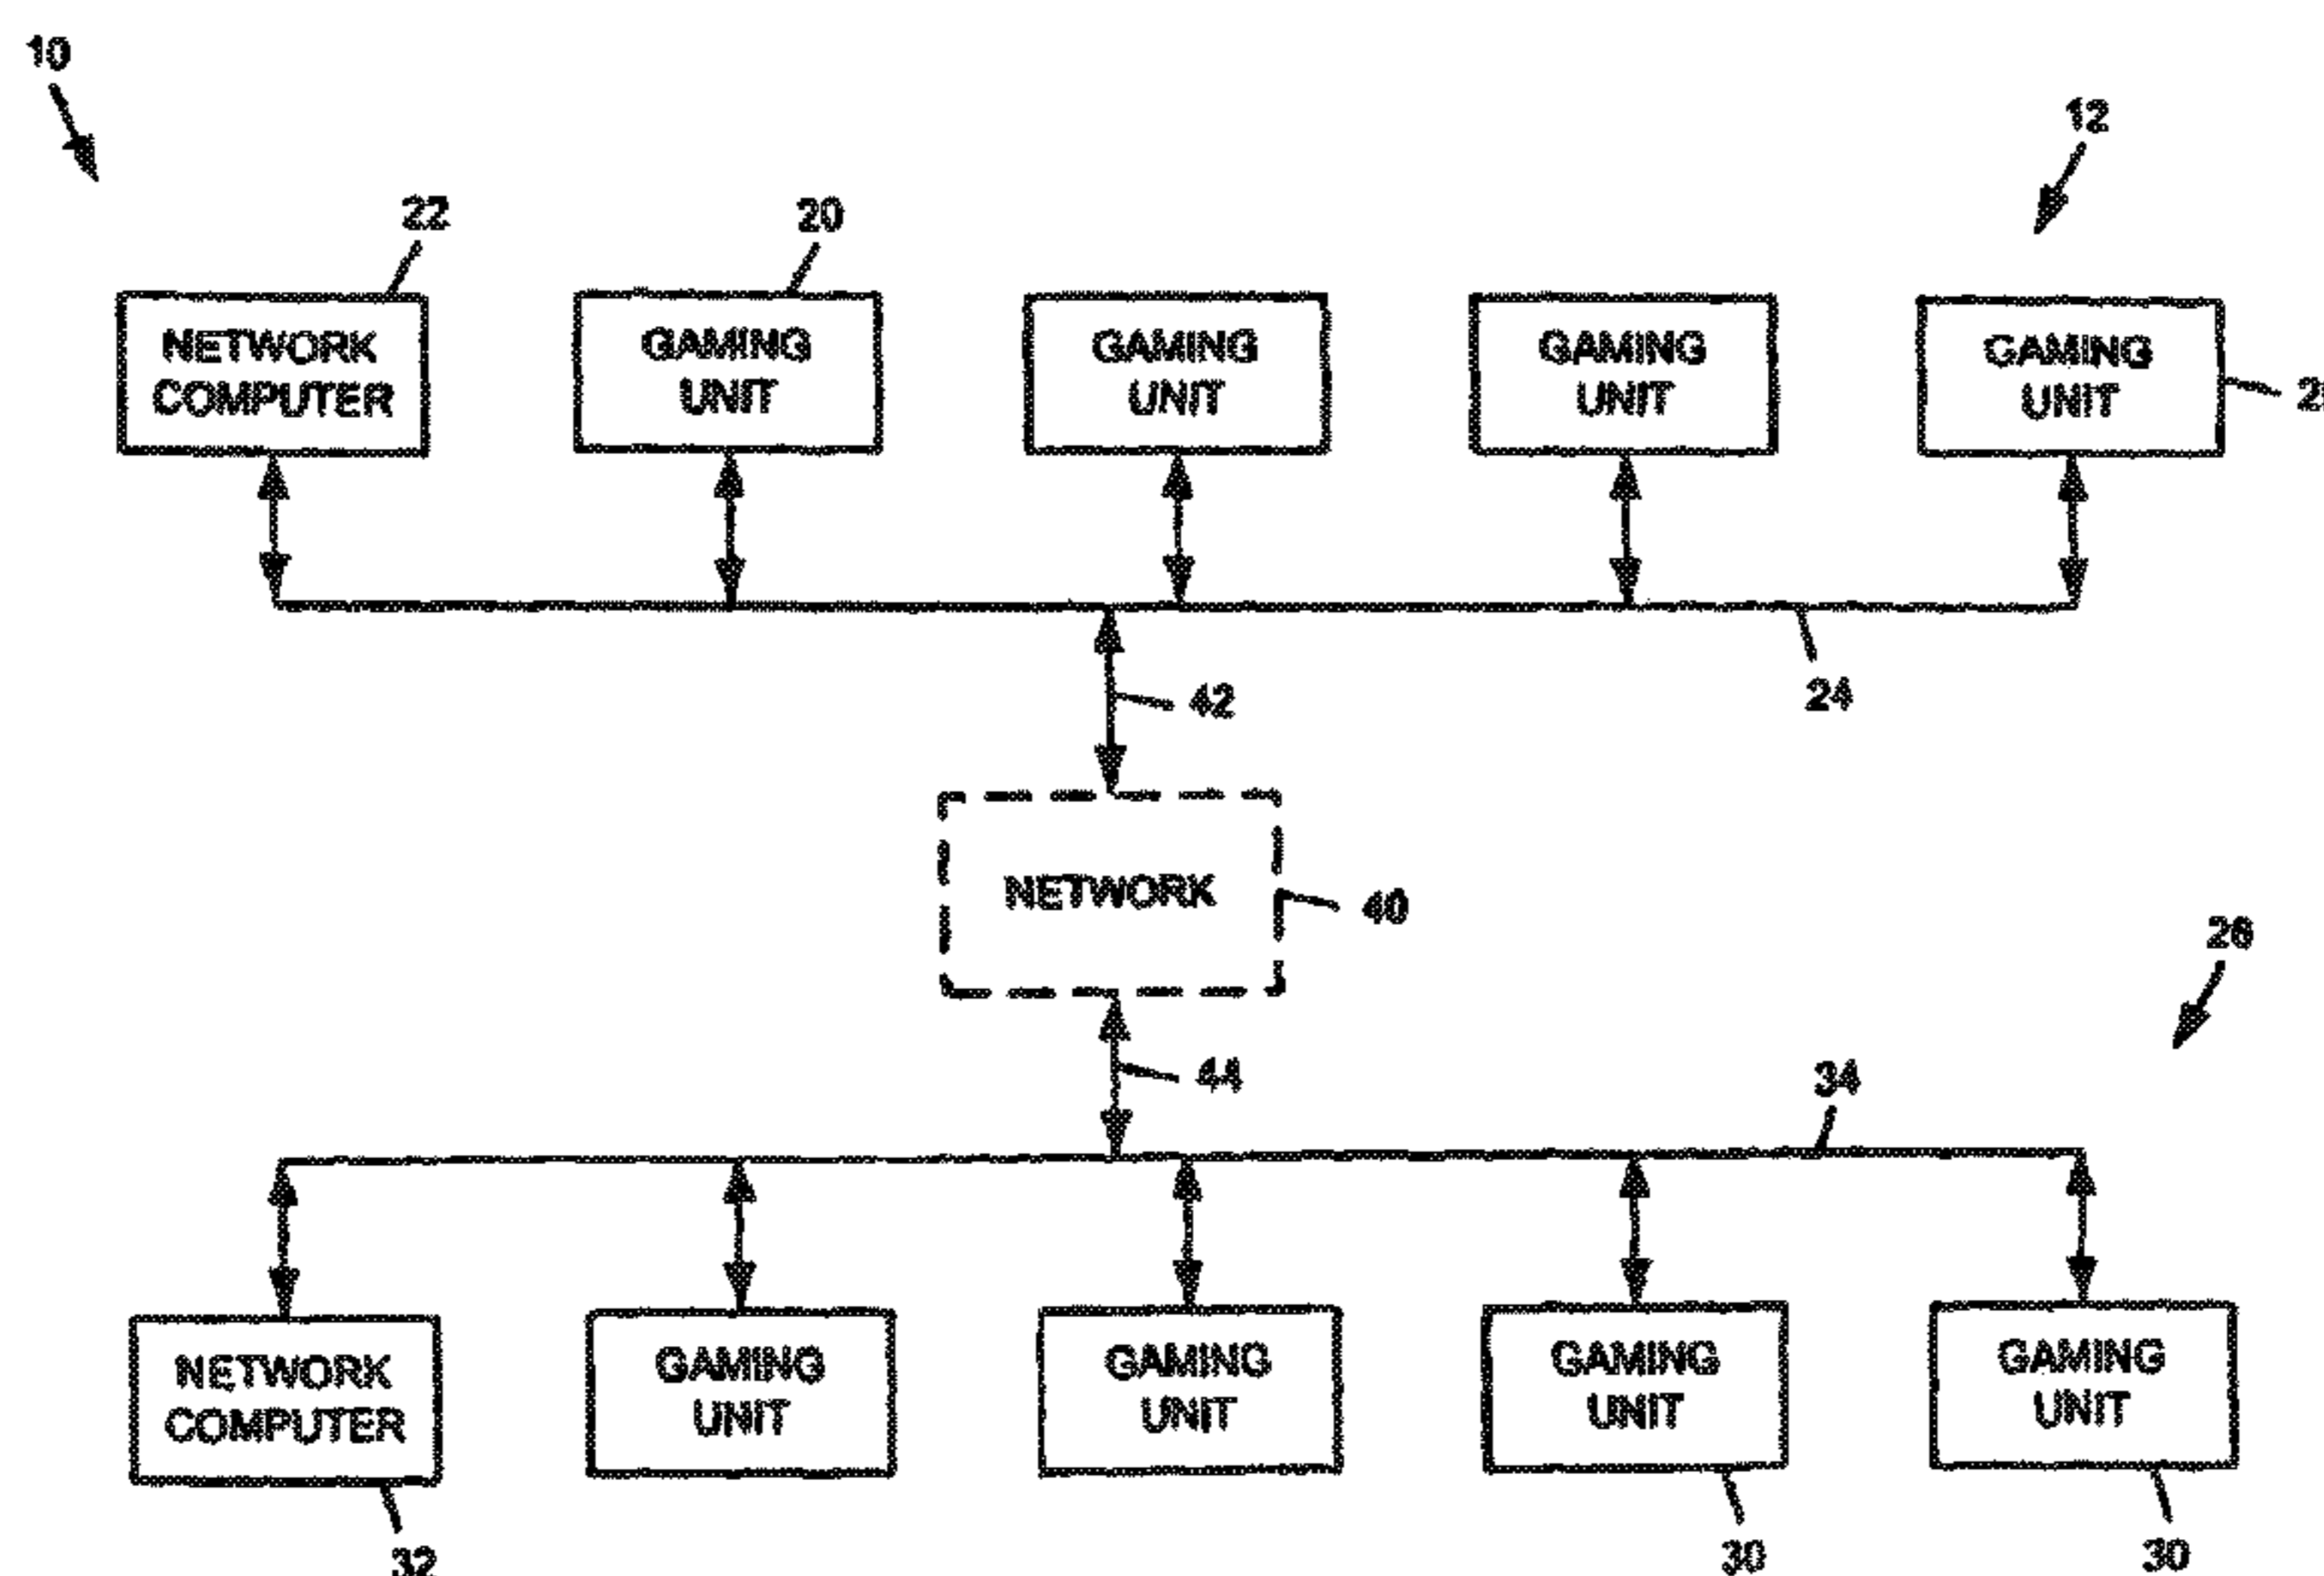 10
12
22
20
NETWORK
COMPUTER
GAMING
UNIT
GAMING
UNIT
GAMING
UNIT
GAMING
UNIT
42
24
NETWORK
40
26
44
34
NETWORK
COMPUTER
GAMING
UNIT
GAMING
UNIT
GAMING
UNIT
GAMING
UNIT
32
30
30